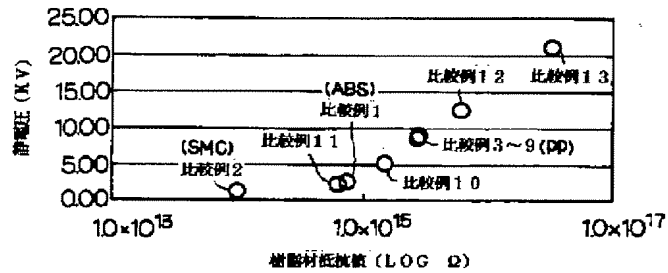 静電圧 (KV)
25.00
20.00
15.00
10.00
5.00
0.00
比較例12
比較例13
(ABS)
比較例1
(SMC)
比較例11
比較例3~9(PP)
比較例2
比較例10
1.0×10¹³
1.0×10¹⁵
1.0×10¹⁷
樹脂材抵抗値 (LOG Ω)